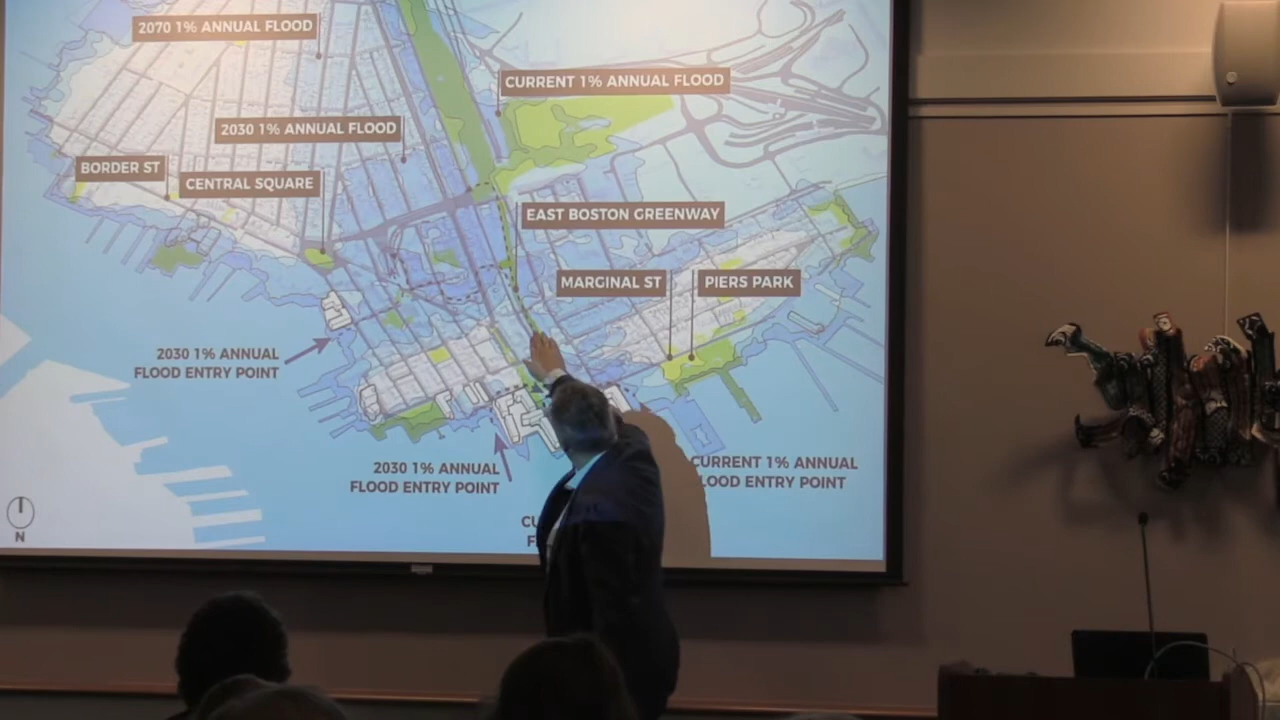 2070 1% ANNUAL FLOOD
CURRENT 1% ANNUAL FLOOD
2030 1% ANNUAL FLOOD
BORDER ST
CENTRAL SQUARE
EAST BOSTON GREENWAY
MARGINAL ST
PIERS PARK
2030 1% ANNUAL
FLOOD ENTRY POINT
2030 1% ANNUAL
FLOOD ENTRY POINT
CURRENT 1% ANNUAL
LOOD ENTRY POINT
CU
F
N